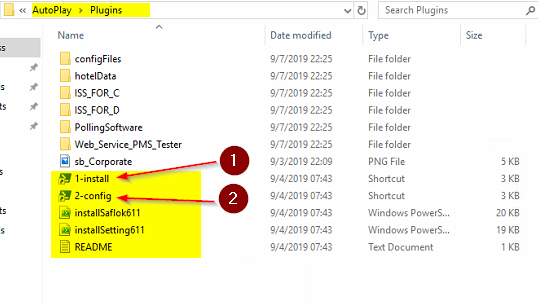 « AutoPlay › Plugins
Search Plugins
Name Date modified Type Size
configFiles 9/7/2019 22:25 File folder
hotelData 9/7/2019 22:25 File folder
ISS_FOR_C 9/7/2019 22:25 File folder
ISS_FOR_D 9/7/2019 22:25 File folder
PollingSoftware 9/7/2019 22:25 File folder
Web_Service_PMS_Tester 9/7/2019 22:25 File folder
sb_Corporate 9/3/2019 22:09 PNG File 5 KB
1-install 9/4/2019 07:43 Shortcut 3 KB
2-config 9/4/2019 07:43 Shortcut 3 KB
installSaflok611 9/4/2019 07:43 Windows PowerS... 20 KB
installSetting611 9/4/2019 07:43 Windows PowerS... 19 KB
README 9/4/2019 07:43 Text Document 1 KB
1
2